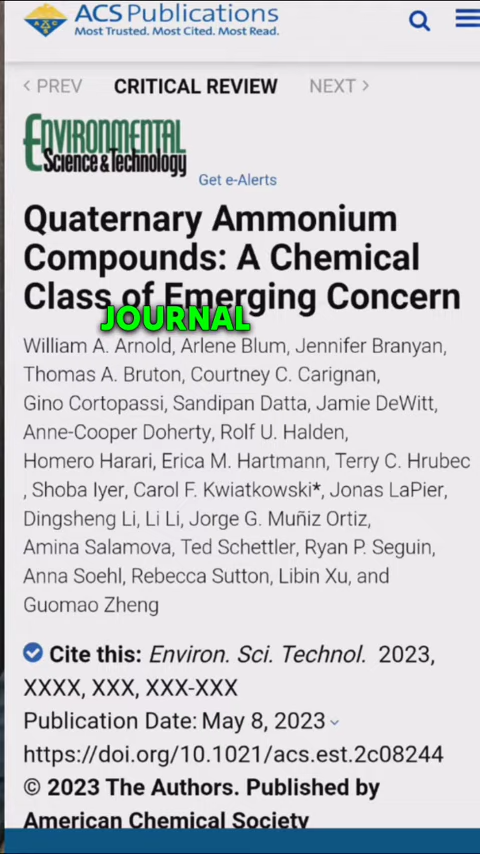 ACS Publications
Most Trusted. Most Cited. Most Read.
< PREV CRITICAL REVIEW NEXT >
Environmental
Science & Technology
Get e-Alerts
Quaternary Ammonium
Compounds: A Chemical
Class of Emerging Concern
JOURNAL
William A. Arnold, Arlene Blum, Jennifer Branyan,
Thomas A. Bruton, Courtney C. Carignan,
Gino Cortopassi, Sandipan Datta, Jamie DeWitt,
Anne-Cooper Doherty, Rolf U. Halden,
Homero Harari, Erica M. Hartmann, Terry C. Hrubec
, Shoba Iyer, Carol F. Kwiatkowski*, Jonas LaPier,
Dingsheng Li, Li Li, Jorge G. Muñiz Ortiz,
Amina Salamova, Ted Schettler, Ryan P. Seguin,
Anna Soehl, Rebecca Sutton, Libin Xu, and
Guomao Zheng
Cite this: Environ. Sci. Technol. 2023,
XXXX, XXX, XXX-XXX
Publication Date: May 8, 2023
https://doi.org/10.1021/acs.est.2c08244
© 2023 The Authors. Published by
American Chemical Society